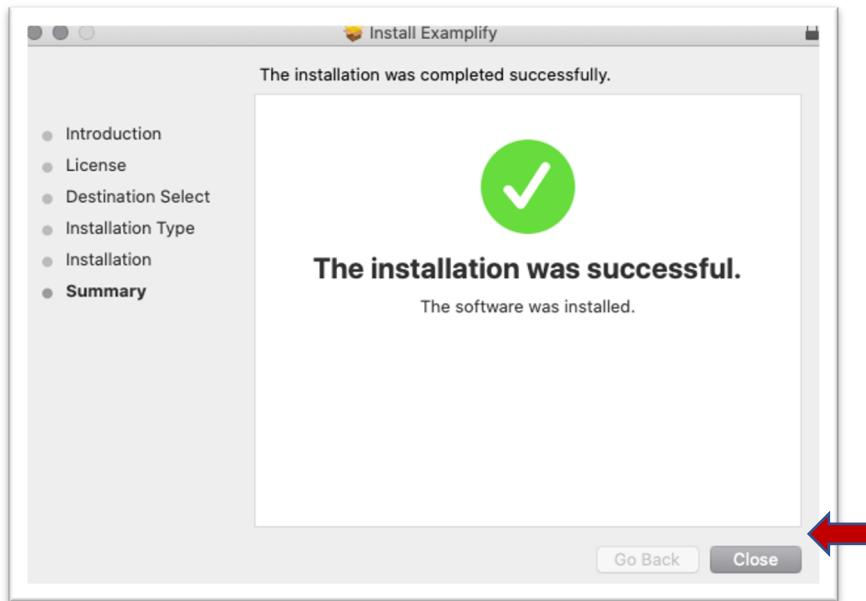 Install Examplify
The installation was completed successfully.
Introduction
License
Destination Select
Installation Type
Installation
Summary
The installation was successful.
The software was installed.
Go Back
Close